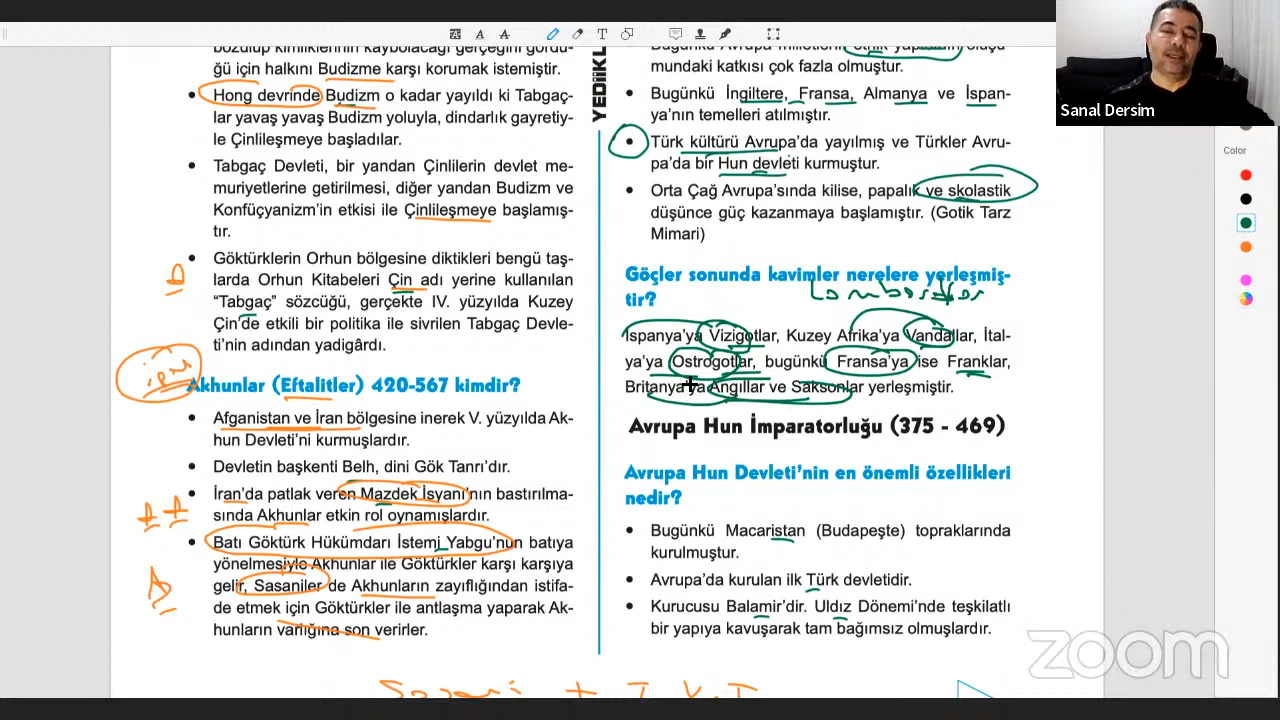 bozulup kimliklerinin kaybolacağı gerçeğini gördü-
ğü için halkını Budizme karşı korumak istemiştir.
• Hong devrinde Budizm o kadar yayıldı ki Tabgaç-
lar yavaş yavaş Budizm yoluyla, dindarlık gayretiy-
le Çinlileşmeye başladılar.
• Tabgaç Devleti, bir yandan Çinlilerin devlet me-
muriyetlerine getirilmesi, diğer yandan Budizm ve
Konfüçyanizm'in etkisi ile Çinlileşmeye başlamış-
tır.
• Göktürklerin Orhun bölgesine diktikleri bengü taş-
larda Orhun Kitabeleri Çin adı yerine kullanılan
“Tabgaç” sözcüğü, gerçekte IV. yüzyılda Kuzey
Çin'de etkili bir politika ile sivrilen Tabgaç Devle-
ti'nin adından yadigârdı.
ipek
Akhunlar (Eftalitler) 420-567 kimdir?
• Afganistan ve İran bölgesine inerek V. yüzyılda Ak-
hun Devleti'ni kurmuşlardır.
• Devletin başkenti Belh, dini Gök Tanrı'dır.
• İran'da patlak veren Mazdek İsyanı'nın bastırılma-
sında Akhunlar etkin rol oynamışlardır.
• Batı Göktürk Hükümdarı İstemi Yabgu'nun batıya
yönelmesiyle Akhunlar ile Göktürkler karşı karşıya
gelir, Sasaniler de Akhunların zayıflığından istifa-
de etmek için Göktürkler ile antlaşma yaparak Ak-
hunların varlığına son verirler.
YEDİİKL
Bugünkü Avrupa milletlerin etnik yapısının oluşu-
mundaki katkısı çok fazla olmuştur.
• Bugünkü İngiltere, Fransa, Almanya ve İspan-
ya'nın temelleri atılmıştır.
• Türk kültürü Avrupa'da yayılmış ve Türkler Avru-
pa'da bir Hun devleti kurmuştur.
• Orta Çağ Avrupa'sında kilise, papalık ve skolastik
düşünce güç kazanmaya başlamıştır. (Gotik Tarz
Mimari)
Göçler sonunda kavimler nerelere yerleşmiş-
tir?
Lombardlar
İspanya'ya Vizigotlar, Kuzey Afrika'ya Vandallar, İtal-
ya'ya Ostrogotlar, bugünkü Fransa'ya ise Franklar,
Britanya'ya Angıllar ve Saksonlar yerleşmiştir.
Avrupa Hun İmparatorluğu (375 - 469)
Avrupa Hun Devleti'nin en önemli özellikleri
nedir?
• Bugünkü Macaristan (Budapeşte) topraklarında
kurulmuştur.
• Avrupa'da kurulan ilk Türk devletidir.
• Kurucusu Balamir'dir. Uldız Dönemi'nde teşkilatlı
bir yapıya kavuşarak tam bağımsız olmuşlardır.
Sanal Dersim
Color
zoom